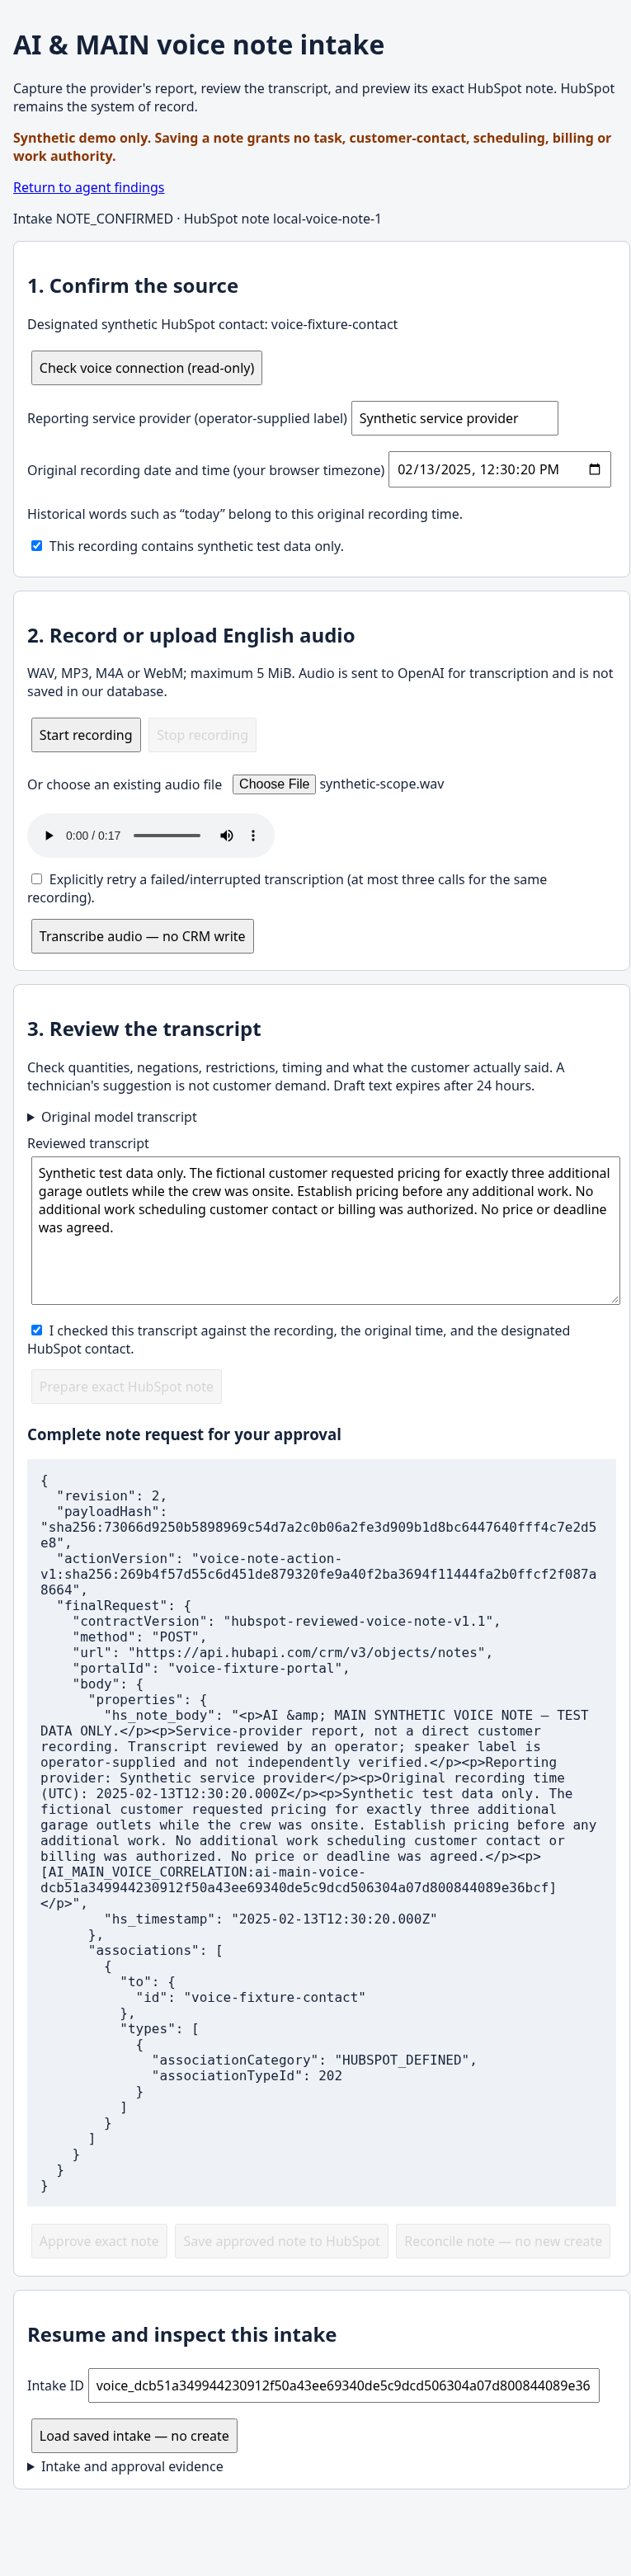 AI & MAIN voice note intake
Capture the provider's report, review the transcript, and preview its exact HubSpot note. HubSpot
remains the system of record.
Synthetic demo only. Saving a note grants no task, customer-contact, scheduling, billing or
work authority.
Return to agent findings
Intake NOTE_CONFIRMED · HubSpot note local-voice-note-1
1. Confirm the source
Designated synthetic HubSpot contact: voice-fixture-contact
Check voice connection (read-only)
Reporting service provider (operator-supplied label) Synthetic service provider
Original recording date and time (your browser timezone) 02/13/2025, 12:30:20 PM
Historical words such as “today” belong to this original recording time.
This recording contains synthetic test data only.
2. Record or upload English audio
WAV, MP3, M4A or WebM; maximum 5 MiB. Audio is sent to OpenAI for transcription and is not
saved in our database.
Start recording Stop recording
Or choose an existing audio file Choose File synthetic-scope.wav
0:00 / 0:17
Explicitly retry a failed/interrupted transcription (at most three calls for the same
recording).
Transcribe audio — no CRM write
3. Review the transcript
Check quantities, negations, restrictions, timing and what the customer actually said. A
technician's suggestion is not customer demand. Draft text expires after 24 hours.
Original model transcript
Reviewed transcript
Synthetic test data only. The fictional customer requested pricing for exactly three additional
garage outlets while the crew was onsite. Establish pricing before any additional work. No
additional work scheduling customer contact or billing was authorized. No price or deadline
was agreed.
I checked this transcript against the recording, the original time, and the designated
HubSpot contact.
Prepare exact HubSpot note
Complete note request for your approval
{
"revision": 2,
"payloadHash":
"sha256:73066d9250b5898969c54d7a2c0b06a2fe3d909b1d8bc6447640fff4c7e2d5
e8",
"actionVersion": "voice-note-action-
v1:sha256:269b4f57d55c6d451de879320fe9a40f2ba3694f11444fa2b0ffcf2f087a
8664",
"finalRequest": {
"contractVersion": "hubspot-reviewed-voice-note-v1.1",
"method": "POST",
"url": "https://api.hubapi.com/crm/v3/objects/notes",
"portalId": "voice-fixture-portal",
"body": {
"properties": {
"hs_note_body": "<p>AI &amp; MAIN SYNTHETIC VOICE NOTE — TEST
DATA ONLY.</p><p>Service-provider report, not a direct customer
recording. Transcript reviewed by an operator; speaker label is
operator-supplied and not independently verified.</p><p>Reporting
provider: Synthetic service provider</p><p>Original recording time
(UTC): 2025-02-13T12:30:20.000Z</p><p>Synthetic test data only. The
fictional customer requested pricing for exactly three additional
garage outlets while the crew was onsite. Establish pricing before any
additional work. No additional work scheduling customer contact or
billing was authorized. No price or deadline was agreed.</p><p>
[AI_MAIN_VOICE_CORRELATION:ai-main-voice-
dcb51a349944230912f50a43ee69340de5c9dcd506304a07d800844089e36bcf]
</p>",
"hs_timestamp": "2025-02-13T12:30:20.000Z"
},
"associations": [
{
"to": {
"id": "voice-fixture-contact"
},
"types": [
{
"associationCategory": "HUBSPOT_DEFINED",
"associationTypeId": 202
}
]
}
]
}
}
}
Approve exact note Save approved note to HubSpot Reconcile note — no new create
Resume and inspect this intake
Intake ID voice_dcb51a349944230912f50a43ee69340de5c9dcd506304a07d800844089e36
Load saved intake — no create
Intake and approval evidence